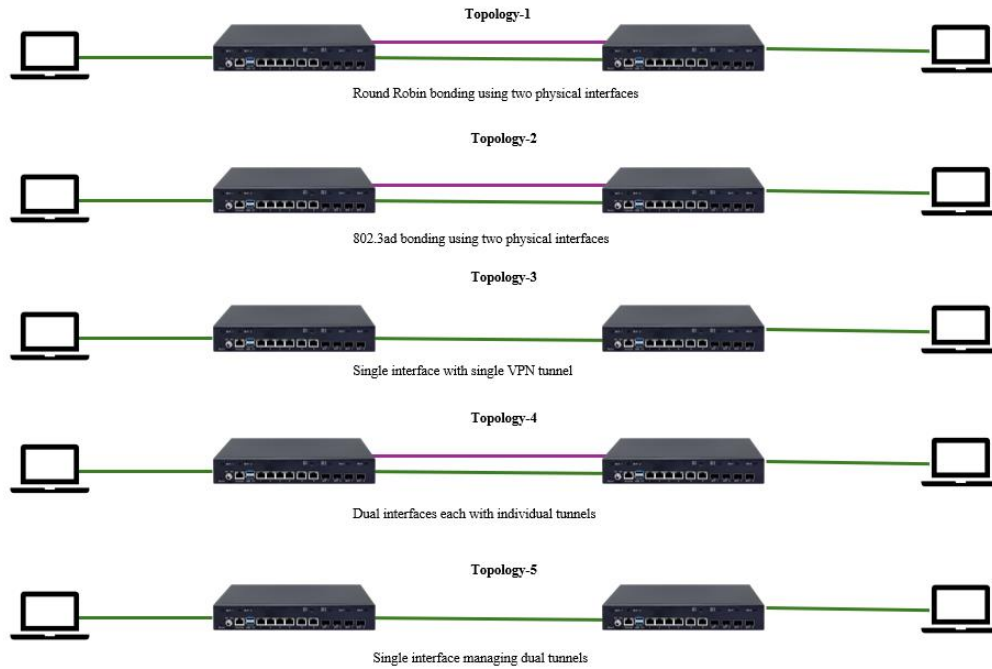 Topology-1
Round Robin bonding using two physical interfaces
Topology-2
802.3ad bonding using two physical interfaces
Topology-3
Single interface with single VPN tunnel
Topology-4
Dual interfaces each with individual tunnels
Topology-5
Single interface managing dual tunnels